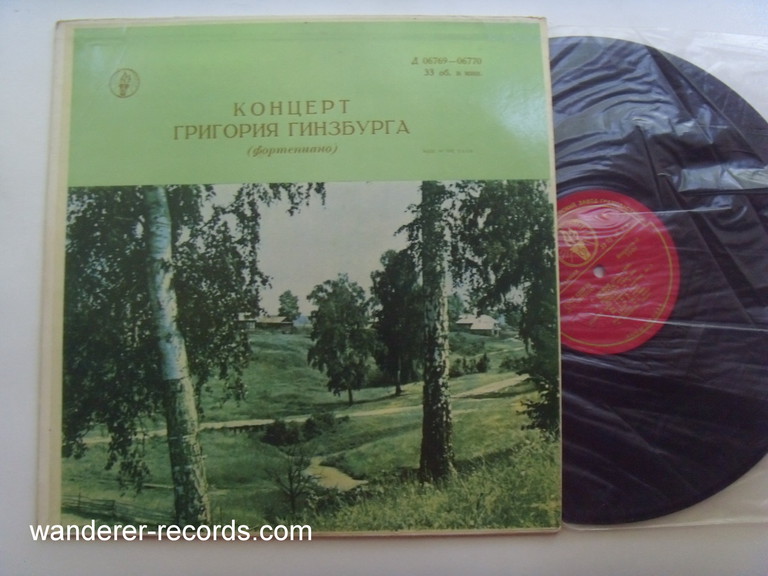 Д 06769—06770
33 об. в мин.
КОНЦЕРТ
ГРИГОРИЯ ГИНЗБУРГА
(фортепиано)
wanderer-records.com